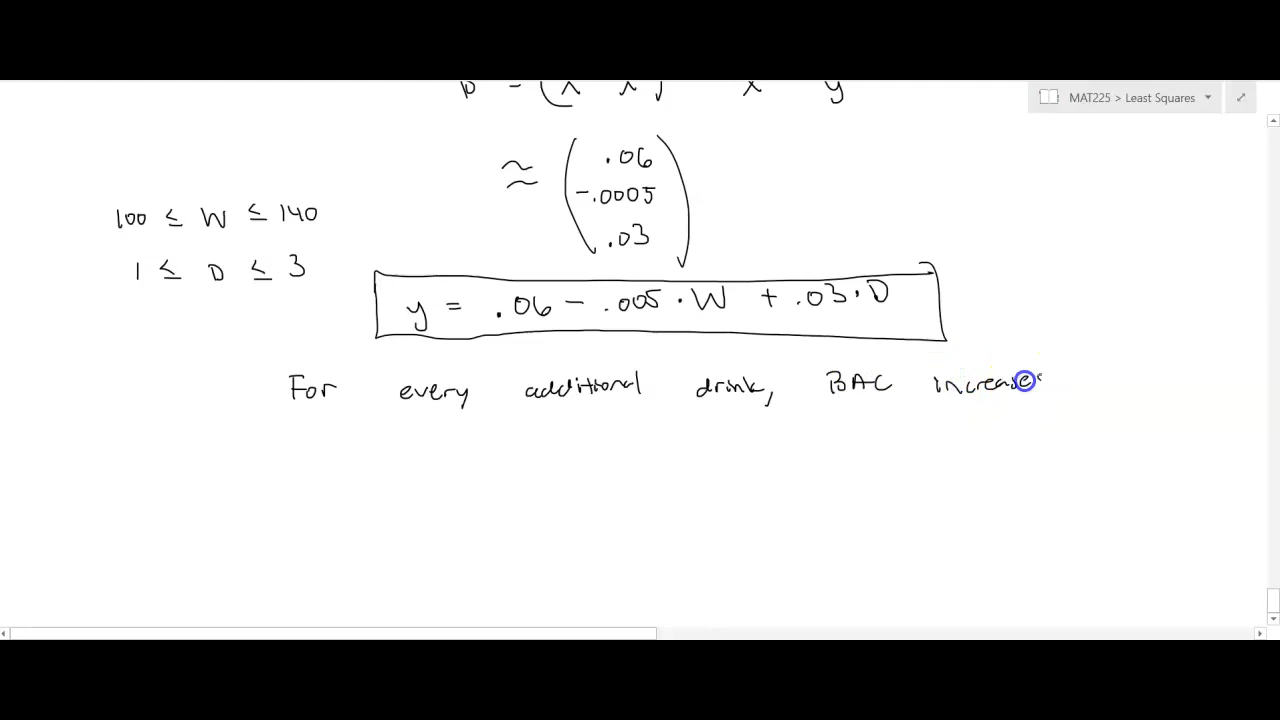 MAT225 > Least Squares
≈ ( .06
-.0005
.03 )
100 ≤ W ≤ 140
1 ≤ D ≤ 3
y = .06 - .005 · W + .03 · D
For every additional drink, BAC increases